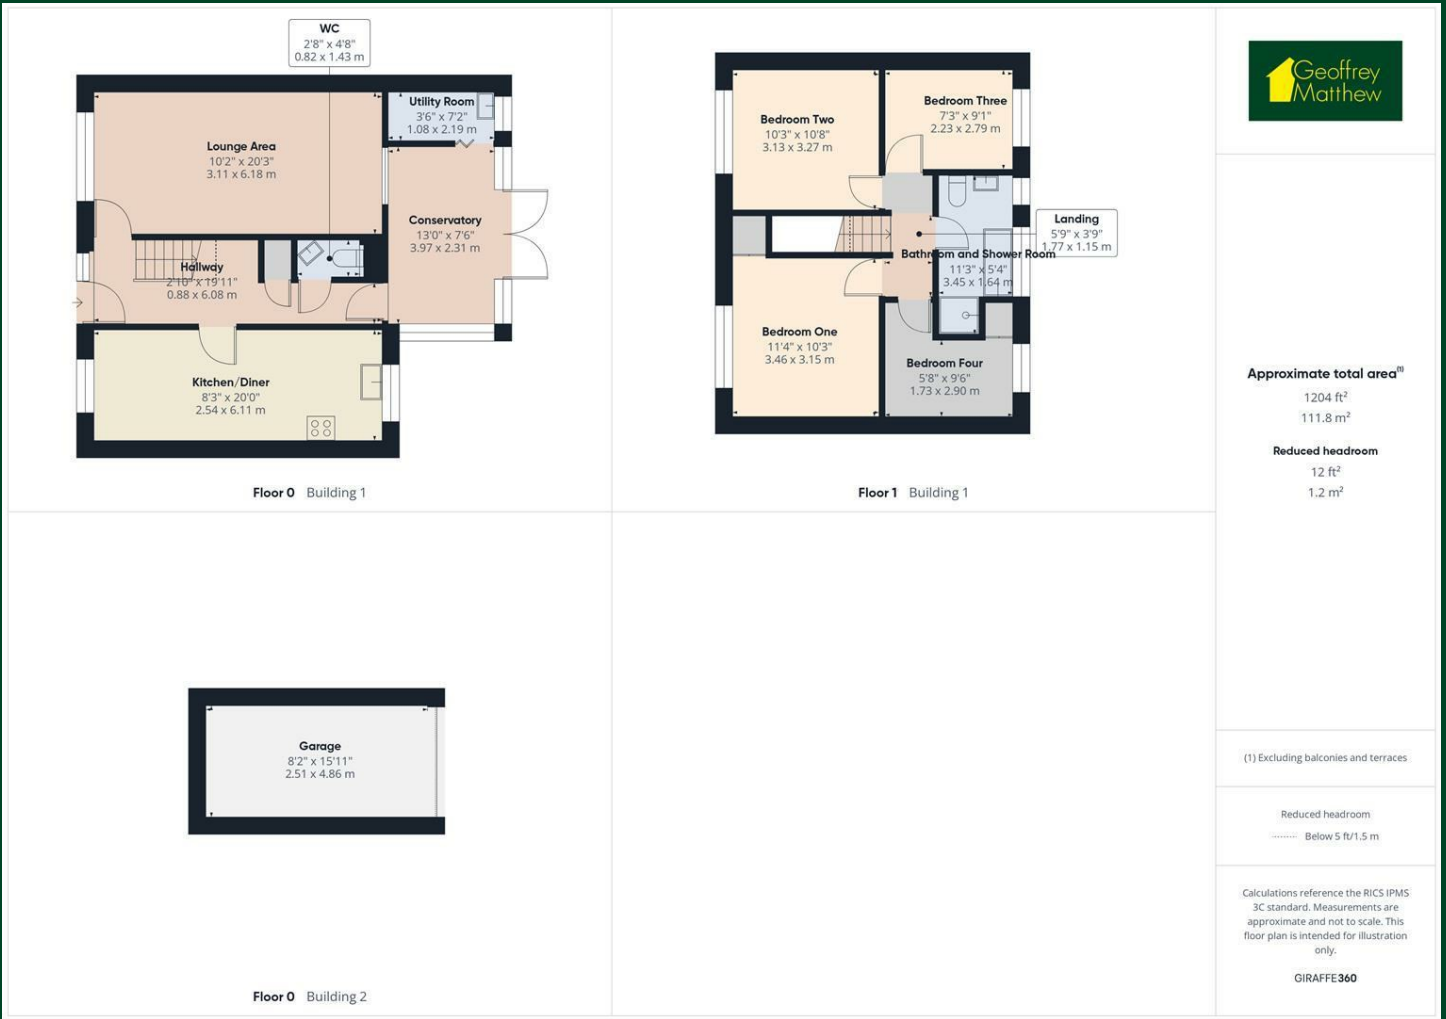 WC
2'8" x 4'8"
0.82 x 1.43 m
Utility Room
3'6" x 7'2"
1.08 x 2.19 m
Lounge Area
10'2" x 20'3"
3.11 x 6.18 m
Conservatory
13'0" x 7'6"
3.97 x 2.31 m
Hallway
2'10" x 19'11"
0.88 x 6.08 m
Kitchen/Diner
8'3" x 20'0"
2.54 x 6.11 m
Floor 0 Building 1
Bedroom Two
10'3" x 10'8"
3.13 x 3.27 m
Bedroom Three
7'3" x 9'1"
2.23 x 2.79 m
Landing
5'9" x 3'9"
1.77 x 1.15 m
Bathroom and Shower Room
11'3" x 5'4"
3.45 x 1.64 m
Bedroom One
11'4" x 10'3"
3.46 x 3.15 m
Bedroom Four
5'8" x 9'6"
1.73 x 2.90 m
Floor 1 Building 1
Garage
8'2" x 15'11"
2.51 x 4.86 m
Floor 0 Building 2
Geoffrey
Matthew
Approximate total area(1)
1204 ft²
111.8 m²
Reduced headroom
12 ft²
1.2 m²
(1) Excluding balconies and terraces
Reduced headroom
Below 5 ft/1.5 m
Calculations reference the RICS IPMS
3C standard. Measurements are
approximate and not to scale. This
floor plan is intended for illustration
only.
GIRAFFE360